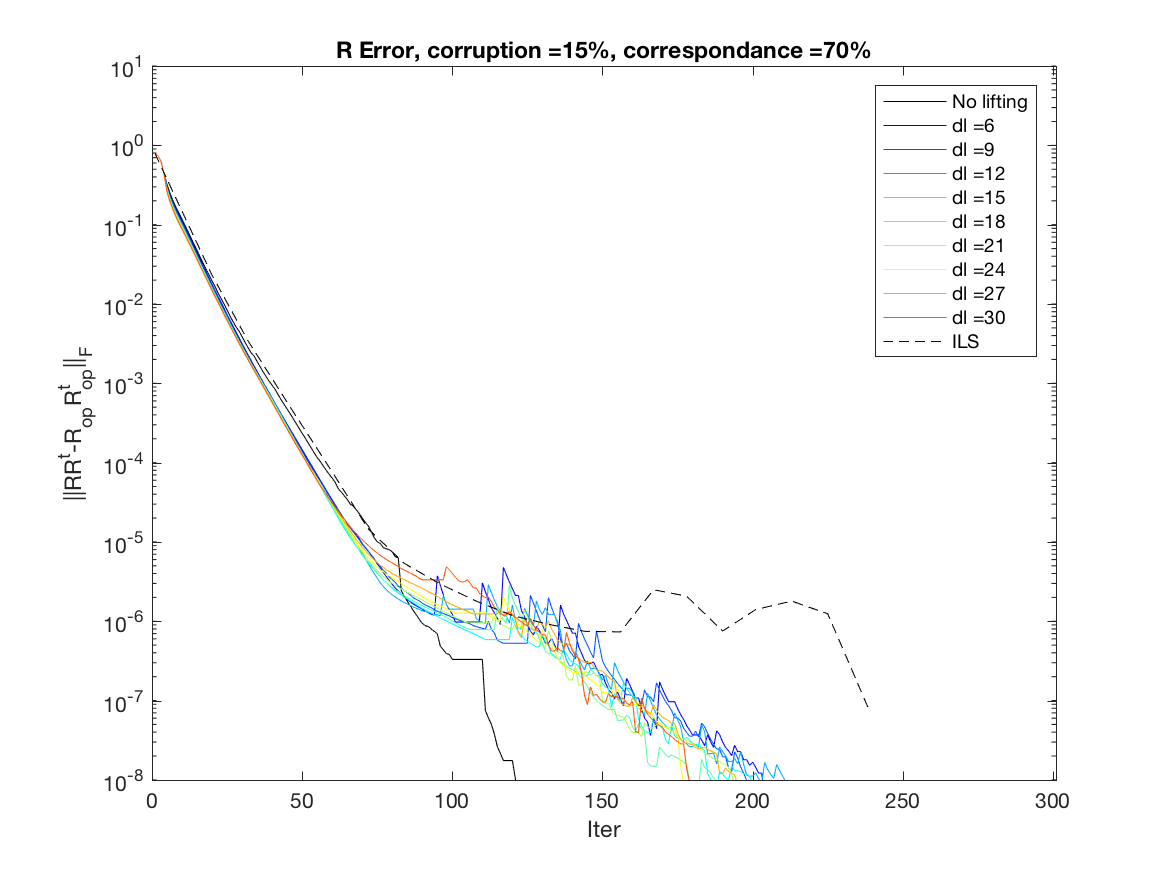 R Error, corruption =15%, correspondance =70%
10^1
10^0
10^-1
10^-2
10^-3
10^-4
10^-5
10^-6
10^-7
10^-8
||RR^t-R_op R^t_op||_F
0 50 100 150 200 250 300
Iter
No lifting
dl =6
dl =9
dl =12
dl =15
dl =18
dl =21
dl =24
dl =27
dl =30
ILS